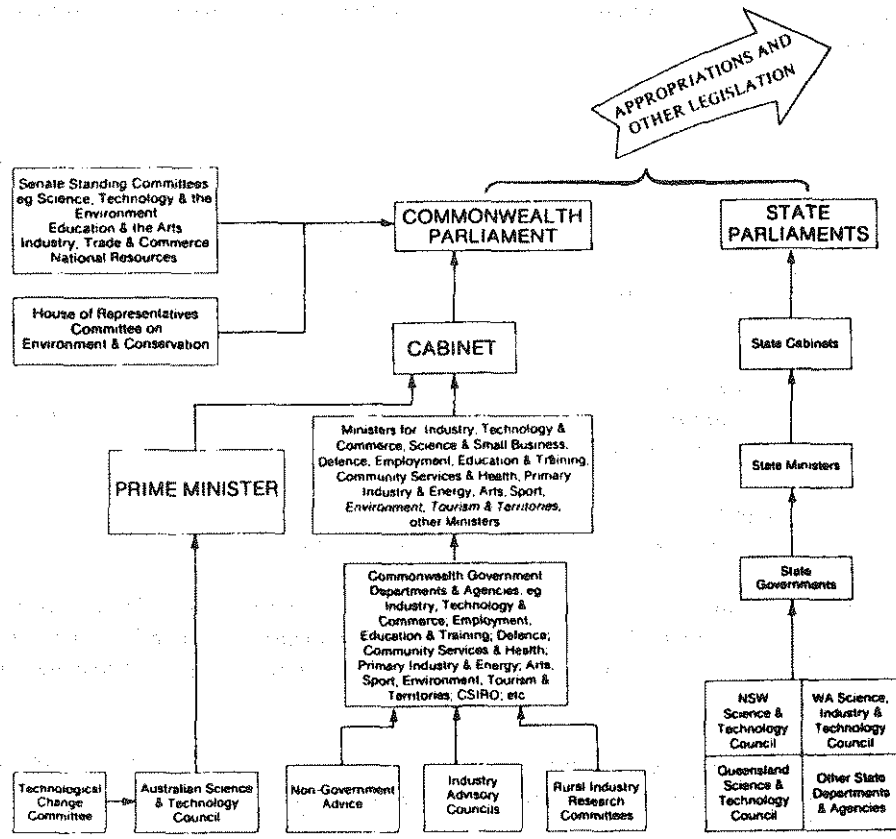 APPROPRIATIONS AND
OTHER LEGISLATION
Senate Standing Committees
eg Science, Technology & the
Environment
Education & the Arts
Industry, Trade & Commerce
National Resources
House of Representatives
Committee on
Environment & Conservation
COMMONWEALTH
PARLIAMENT
STATE
PARLIAMENTS
CABINET
State Cabinets
PRIME MINISTER
Ministers for Industry, Technology &
Commerce, Science & Small Business,
Defence, Employment, Education & Training,
Community Services & Health, Primary
Industry & Energy, Arts, Sport,
Environment, Tourism & Territories,
other Ministers
State Ministers
Commonwealth Government
Departments & Agencies, eg
Industry, Technology &
Commerce; Employment,
Education & Training; Defence;
Community Services & Health;
Primary Industry & Energy; Arts,
Sport, Environment, Tourism &
Territories; CSIRO; etc
State
Governments
Technological
Change
Committee
Australian Science
& Technology
Council
Non-Government
Advice
Industry
Advisory
Councils
Rural Industry
Research
Committees
NSW
Science &
Technology
Council
WA Science,
Industry &
Technology
Council
Queensland
Science &
Technology
Council
Other State
Departments
& Agencies